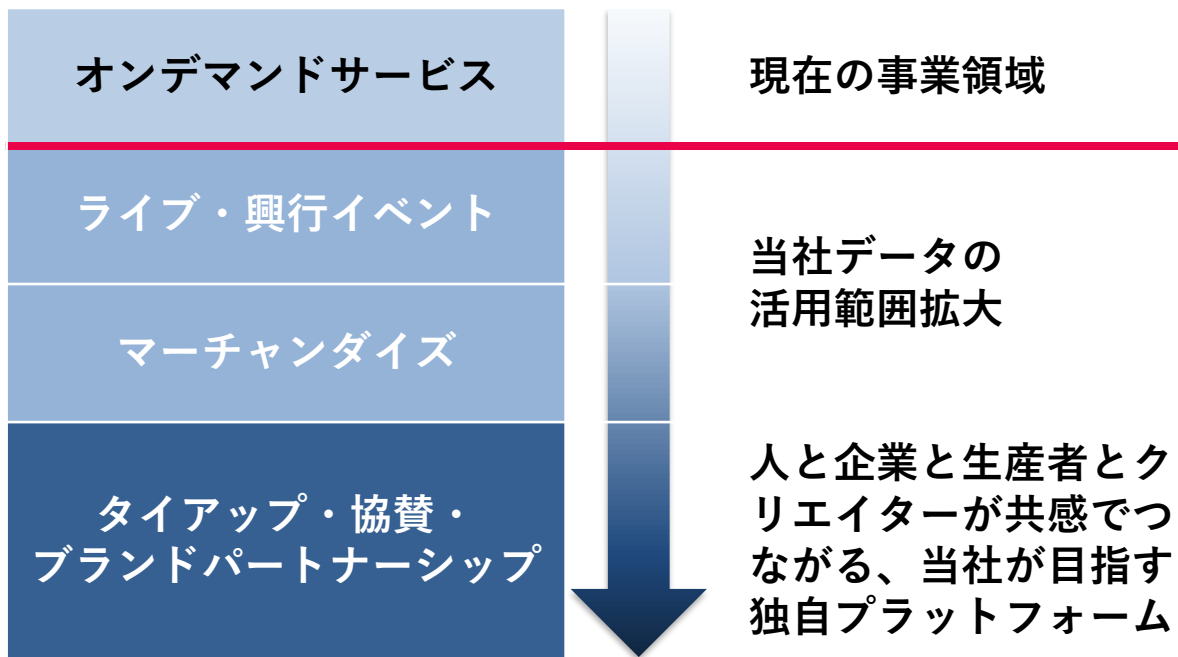 オンデマンドサービス
現在の事業領域
ライブ・興行イベント
マーチャンダイズ
当社データの
活用範囲拡大
タイアップ・協賛・
ブランドパートナーシップ
人と企業と生産者とク
リエイターが共感でつ
ながる、当社が目指す
独自プラットフォーム